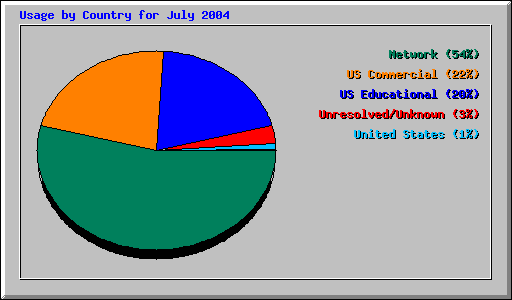 Usage by Country for July 2004
Network (54%)
US Commercial (22%)
US Educational (20%)
Unresolved/Unknown (3%)
United States (1%)